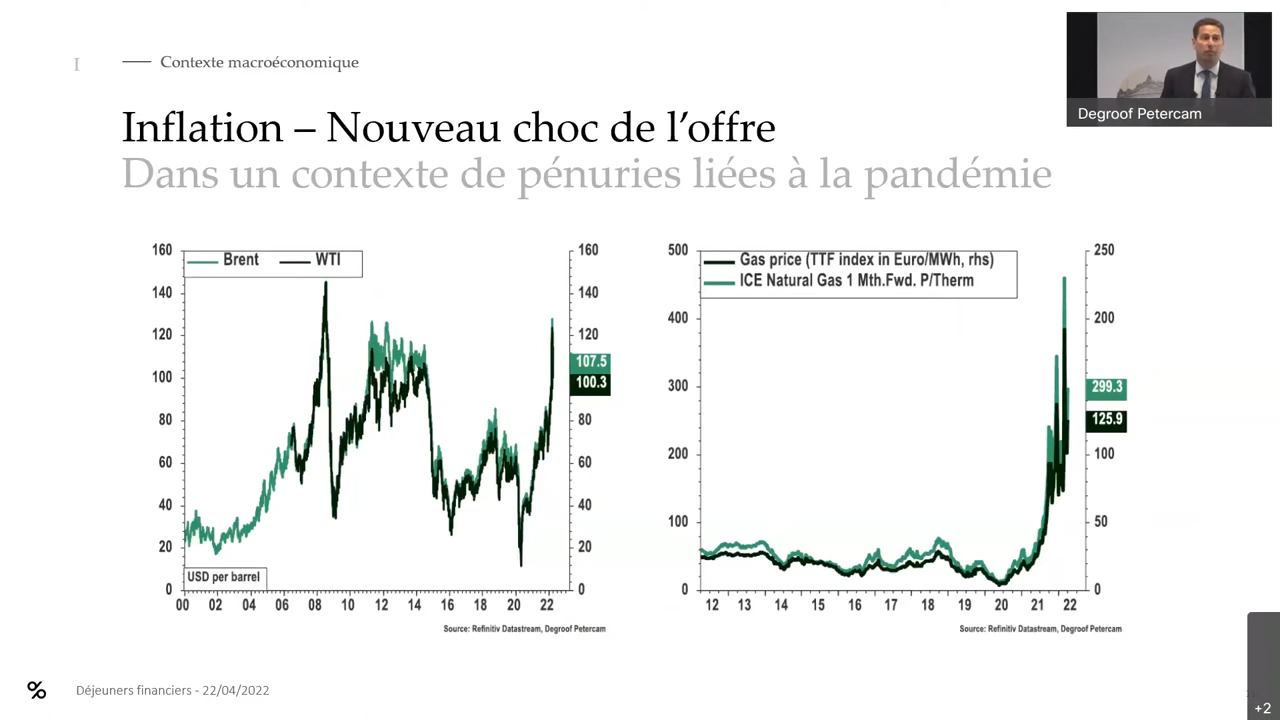 I
Contexte macroéconomique
Degroof Petercam
Inflation – Nouveau choc de l'offre
Dans un contexte de pénuries liées à la pandémie
160 140 120 100 80 60 40 20 0
Brent WTI
USD per barrel
160 140 120 100 80 60 40 20 0
107.5
100.3
00 02 04 06 08 10 12 14 16 18 20 22
Source: Refinitiv Datastream, Degroof Petercam
500 400 300 200 100 0
Gas price (TTF index in Euro/MWh, rhs)
ICE Natural Gas 1 Mth.Fwd. P/Therm
250 200 100 50 0
299.3
125.9
12 13 14 15 16 17 18 19 20 21 22
Source: Refinitiv Datastream, Degroof Petercam
% Déjeuners financiers - 22/04/2022
+2